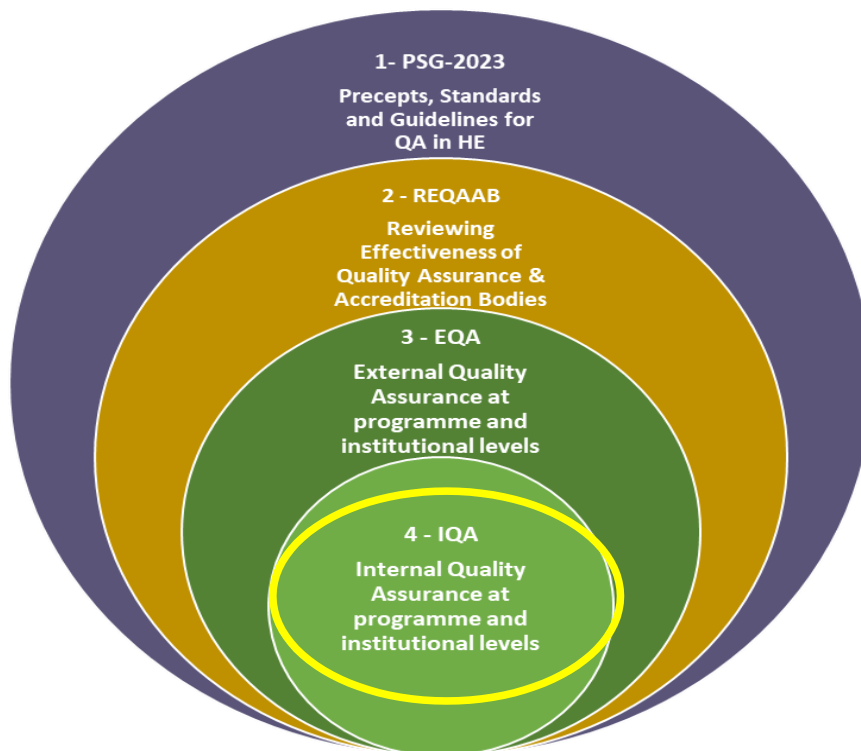 1- PSG-2023
Precepts, Standards
and Guidelines for
QA in HE
2 - REQAAB
Reviewing
Effectiveness of
Quality Assurance &
Accreditation Bodies
3 - EQA
External Quality
Assurance at
programme and
institutional levels
4 - IQA
Internal Quality
Assurance at
programme and
institutional levels